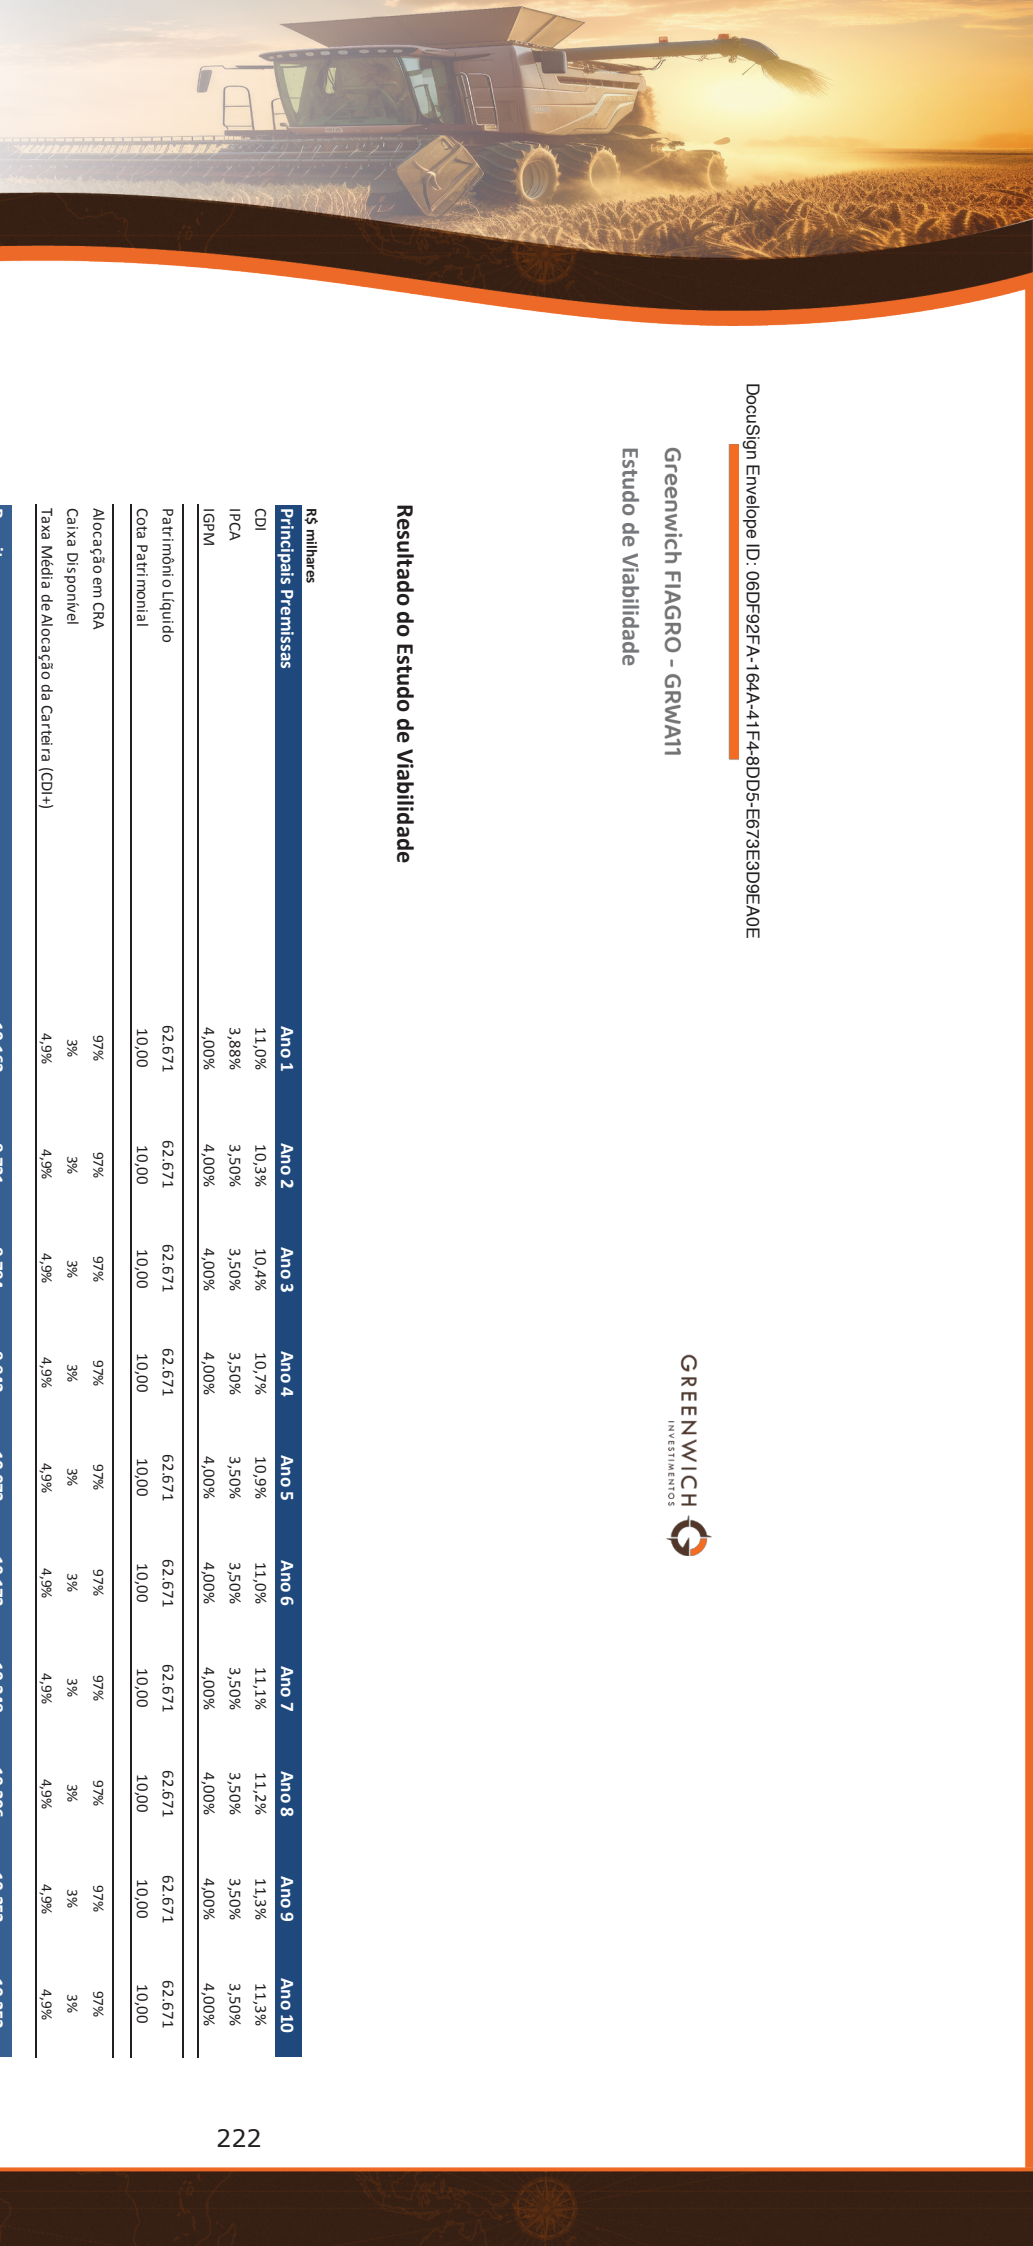 DocuSign Envelope ID: 06DF92FA-164A-41F4-8DD5-E673E3D9EA0E
Greenwich FIAGRO - GRWA11
Estudo de Viabilidade
GREENWICH
INVESTIMENTOS
Resultado do Estudo de Viabilidade
R$ milhares
Principais Premissas Ano 1 Ano 2 Ano 3 Ano 4 Ano 5 Ano 6 Ano 7 Ano 8 Ano 9 Ano 10
CDI 11,0% 10,3% 10,4% 10,7% 10,9% 11,0% 11,1% 11,2% 11,3% 11,3%
IPCA 3,88% 3,50% 3,50% 3,50% 3,50% 3,50% 3,50% 3,50% 3,50% 3,50%
IGPM 4,00% 4,00% 4,00% 4,00% 4,00% 4,00% 4,00% 4,00% 4,00% 4,00%
Patrimônio Líquido 62.671 62.671 62.671 62.671 62.671 62.671 62.671 62.671 62.671 62.671
Cota Patrimonial 10,00 10,00 10,00 10,00 10,00 10,00 10,00 10,00 10,00 10,00
Alocação em CRA 97% 97% 97% 97% 97% 97% 97% 97% 97% 97%
Caixa Disponível 3% 3% 3% 3% 3% 3% 3% 3% 3% 3%
Taxa Média de Alocação da Carteira (CDI+) 4,9% 4,9% 4,9% 4,9% 4,9% 4,9% 4,9% 4,9% 4,9% 4,9%
222